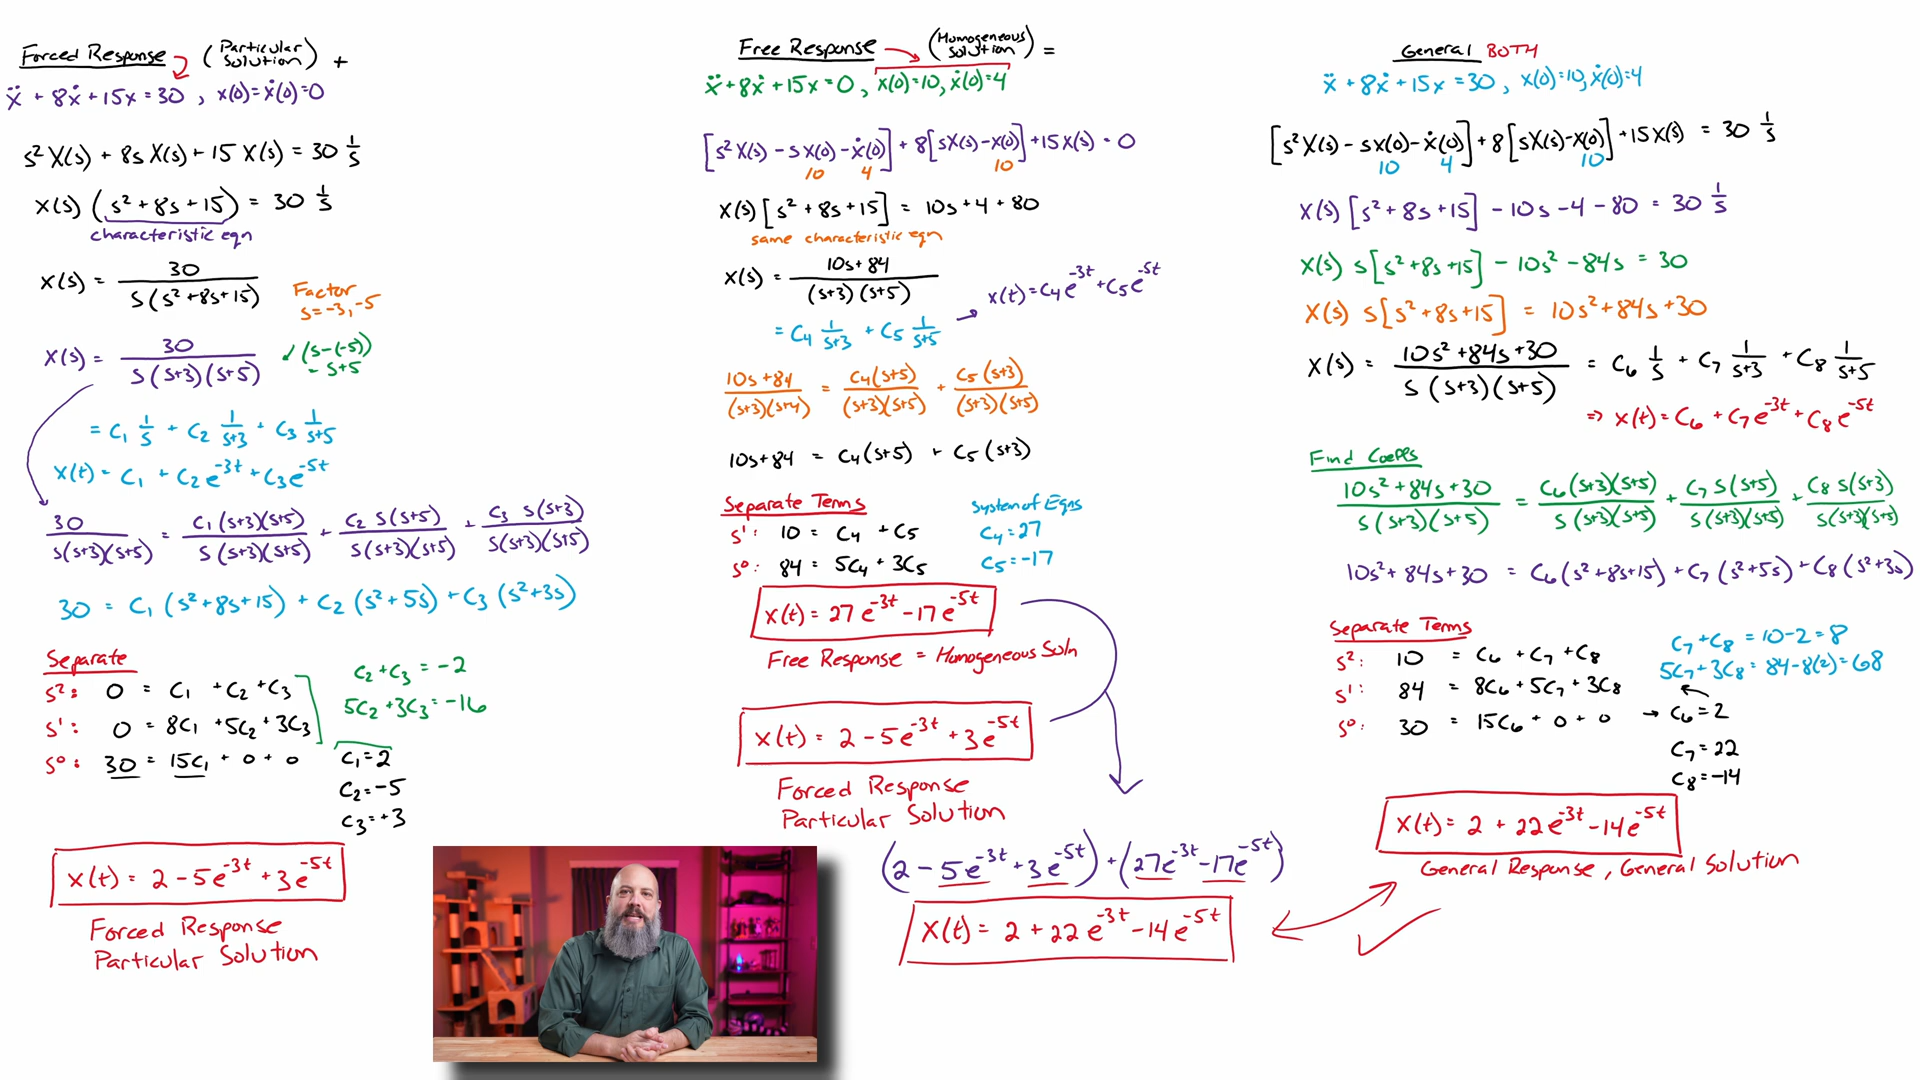 Forced Response (Particular Solution) +
ẍ + 8ẋ + 15x = 30 , x(0)=ẋ(0)=0
s² X(s) + 8s X(s) + 15 X(s) = 30 1/s
X(s) (s² + 8s + 15) = 30 1/s
characteristic eqn
X(s) = 30 / s(s²+8s+15)
Factor
s=-3,-5
X(s) = 30 / s(s+3)(s+5)
(s-(-5))
= s+5
= C₁ 1/s + C₂ 1/s+3 + C₃ 1/s+5
x(t) = C₁ + C₂e^-3t + C₃e^-5t
30 / s(s+3)(s+5) = C₁(s+3)(s+5) / s(s+3)(s+5) + C₂ s(s+5) / s(s+3)(s+5) + C₃ s(s+3) / s(s+3)(s+5)
30 = C₁ (s²+8s+15) + C₂ (s²+5s) + C₃ (s²+3s)
Separate
s²: 0 = C₁ + C₂ + C₃
s¹: 0 = 8C₁ + 5C₂ + 3C₃
s⁰: 30 = 15C₁ + 0 + 0
C₂ + C₃ = -2
5C₂ + 3C₃ = -16
C₁ = 2
C₂ = -5
C₃ = +3
x(t) = 2 - 5e^-3t + 3e^-5t
Forced Response
Particular Solution
Free Response (Homogeneous Solution) =
ẍ + 8ẋ + 15x = 0 , x(0)=10, ẋ(0)=4
[s² X(s) - sx(0) - ẋ(0)] + 8[sX(s) - x(0)] + 15X(s) = 0
10 4 10
X(s) [s² + 8s + 15] = 10s + 4 + 80
same characteristic eqn
X(s) = 10s+84 / (s+3)(s+5)
x(t) = C₄e^-3t + C₅e^-5t
= C₄ 1/s+3 + C₅ 1/s+5
10s+84 / (s+3)(s+4) = C₄(s+5) / (s+3)(s+5) + C₅(s+3) / (s+3)(s+5)
10s+84 = C₄(s+5) + C₅(s+3)
Separate Terms
s¹: 10 = C₄ + C₅
s⁰: 84 = 5C₄ + 3C₅
System of Eqns
C₄ = 27
C₅ = -17
x(t) = 27e^-3t - 17e^-5t
Free Response = Homogeneous Soln
x(t) = 2 - 5e^-3t + 3e^-5t
Forced Response
Particular Solution
(2 - 5e^-3t + 3e^-5t) + (27e^-3t - 17e^-5t)
x(t) = 2 + 22e^-3t - 14e^-5t
General BOTH
ẍ + 8ẋ + 15x = 30 , x(0)=10, ẋ(0)=4
[s² X(s) - sx(0) - ẋ(0)] + 8[sX(s) - x(0)] + 15X(s) = 30 1/s
10 4 10
X(s) [s² + 8s + 15] - 10s - 4 - 80 = 30 1/s
X(s) s[s² + 8s + 15] - 10s² - 84s = 30
X(s) s[s² + 8s + 15] = 10s² + 84s + 30
X(s) = 10s² + 84s + 30 / s(s+3)(s+5) = C₆ 1/s + C₇ 1/s+3 + C₈ 1/s+5
⇒ x(t) = C₆ + C₇e^-3t + C₈e^-5t
Find Coeffs
10s² + 84s + 30 / s(s+3)(s+5) = C₆(s+3)(s+5) / s(s+3)(s+5) + C₇ s(s+5) / s(s+3)(s+5) + C₈ s(s+3) / s(s+3)(s+5)
10s² + 84s + 30 = C₆(s²+8s+15) + C₇(s²+5s) + C₈(s²+3s)
Separate Terms
s²: 10 = C₆ + C₇ + C₈
s¹: 84 = 8C₆ + 5C₇ + 3C₈
s⁰: 30 = 15C₆ + 0 + 0
C₇ + C₈ = 10-2 = 8
5C₇ + 3C₈ = 84-8(2) = 68
→ C₆ = 2
C₇ = 22
C₈ = -14
x(t) = 2 + 22e^-3t - 14e^-5t
General Response, General Solution